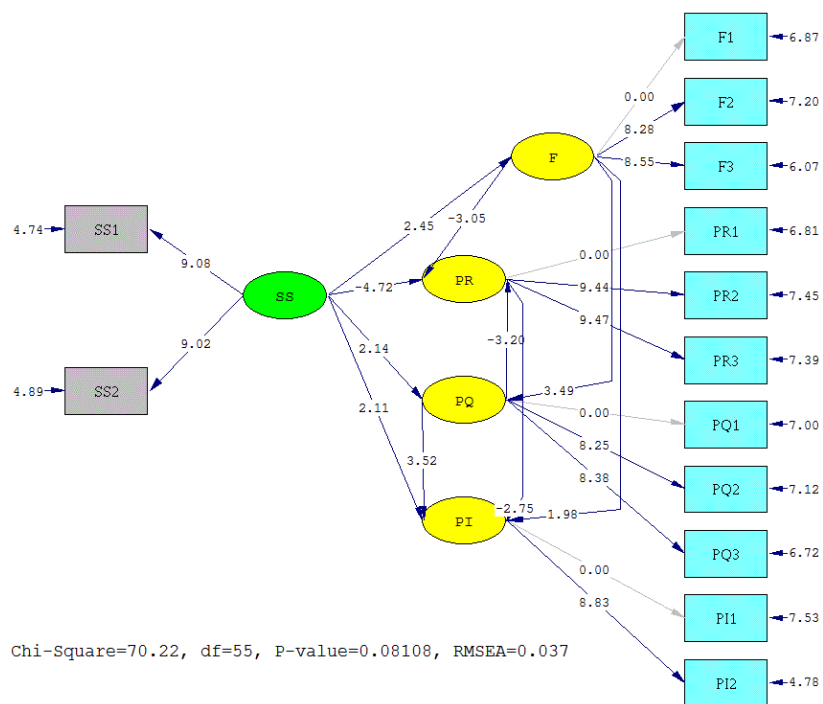 F1
6.87
0.00
F2
7.20
8.28
F
8.55
F3
6.07
2.45
-3.05
4.74
SS1
PR1
6.81
9.08
0.00
PR
-4.72
9.44
PR2
7.45
SS
9.47
9.02
2.14
-3.20
PR3
7.39
4.89
SS2
3.49
2.11
PQ
0.00
PQ1
7.00
8.25
3.52
8.38
PQ2
7.12
-2.75
1.98
PI
PQ3
6.72
0.00
8.83
PI1
7.53
Chi-Square=70.22, df=55, P-value=0.08108, RMSEA=0.037
PI2
4.78